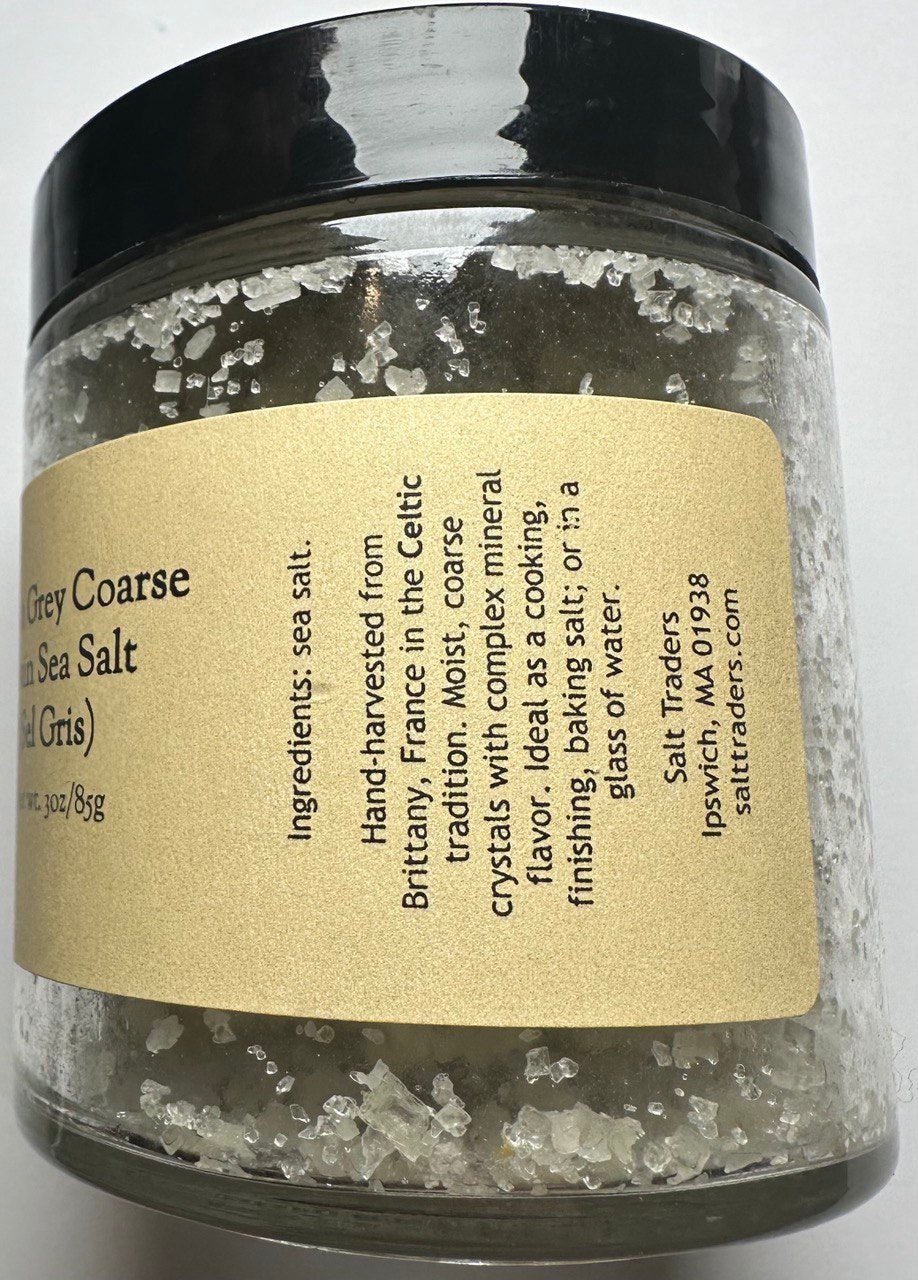 Grey Coarse
Sea Salt
Gris)
wt. 3oz/85g
Ingredients: sea salt.
Hand-harvested from
Brittany, France in the Celtic
tradition. Moist, coarse
crystals with complex mineral
flavor. Ideal as a cooking,
finishing, baking salt; or in a
glass of water.
Salt Traders
Ipswich, MA 01938
salttraders.com